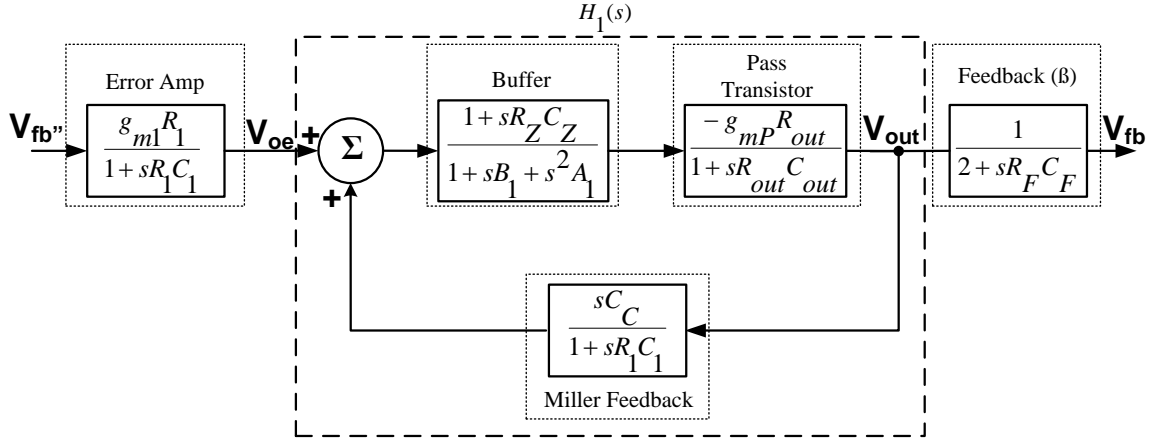 H_1(s)
Error Amp
Buffer
Pass
Transistor
Feedback (ß)
V_fb''
g_m1 R_1
1 + sR_1 C_1
V_oe
+
Σ
+
1 + sR_Z C_Z
1 + sB_1 + s^2 A_1
- g_mP R_out
1 + sR_out C_out
V_out
1
2 + sR_F C_F
V_fb
sC_C
1 + sR_1 C_1
Miller Feedback